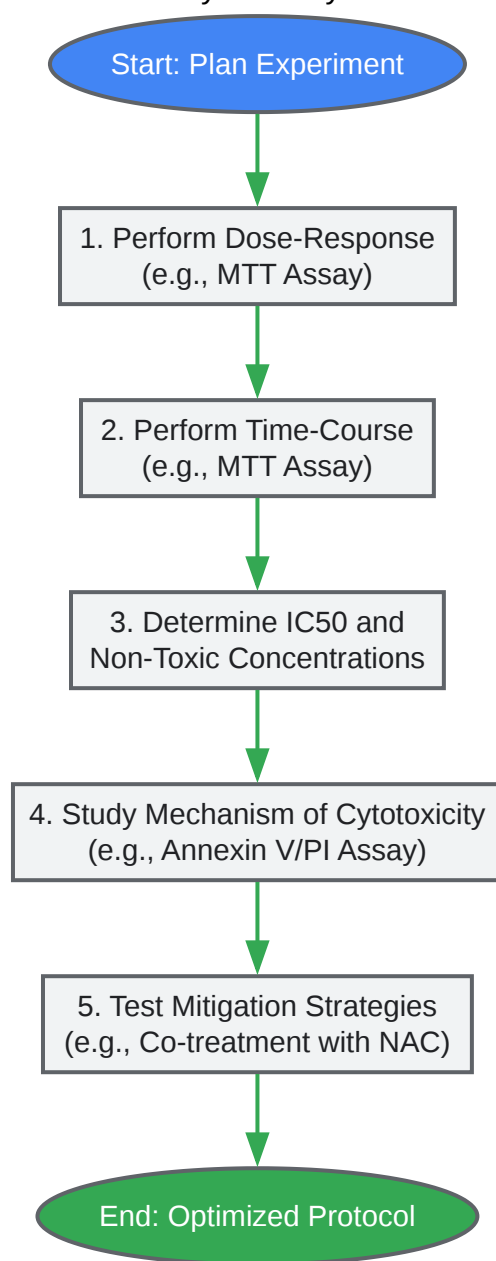 Start: Plan Experiment
1. Perform Dose-Response
(e.g., MTT Assay)
2. Perform Time-Course
(e.g., MTT Assay)
3. Determine IC50 and
Non-Toxic Concentrations
4. Study Mechanism of Cytotoxicity
(e.g., Annexin V/PI Assay)
5. Test Mitigation Strategies
(e.g., Co-treatment with NAC)
End: Optimized Protocol